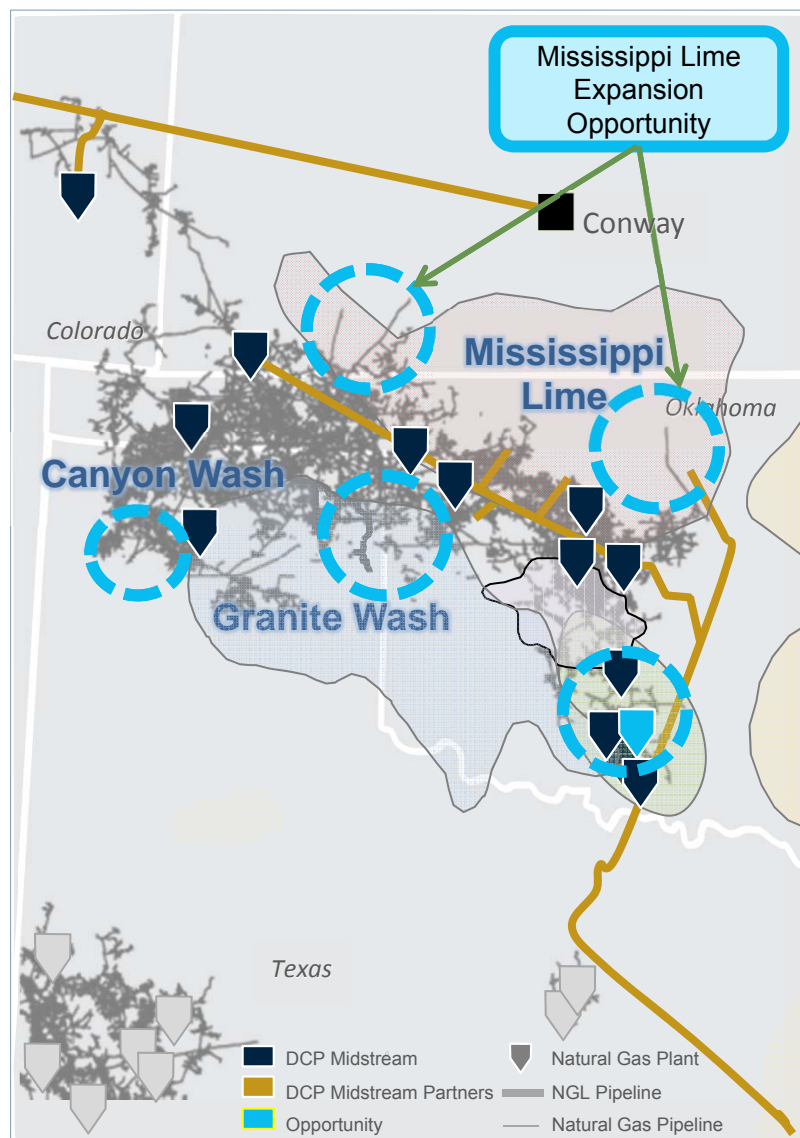 Mississippi Lime
Expansion
Opportunity
Conway
Colorado
Mississippi
Lime
Oklahoma
Canyon Wash
Granite Wash
Texas
DCP Midstream
Natural Gas Plant
DCP Midstream Partners
NGL Pipeline
Opportunity
Natural Gas Pipeline